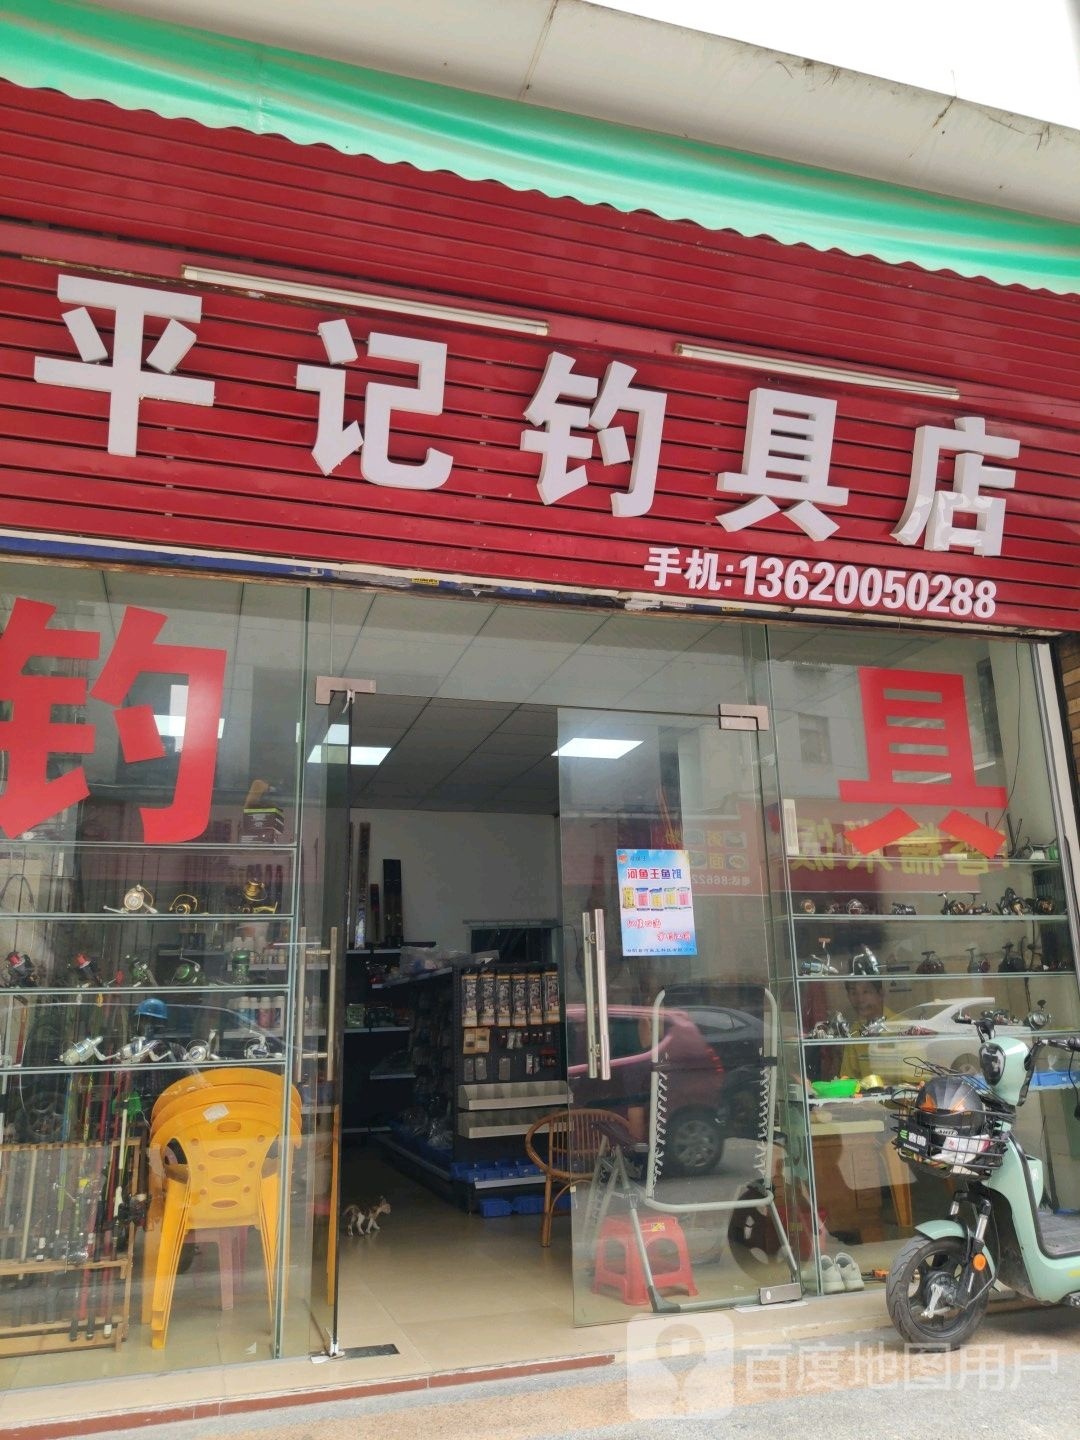 平记钓具店
手机:13620050288
钓 具
河鱼王鱼饵
百度地图用户